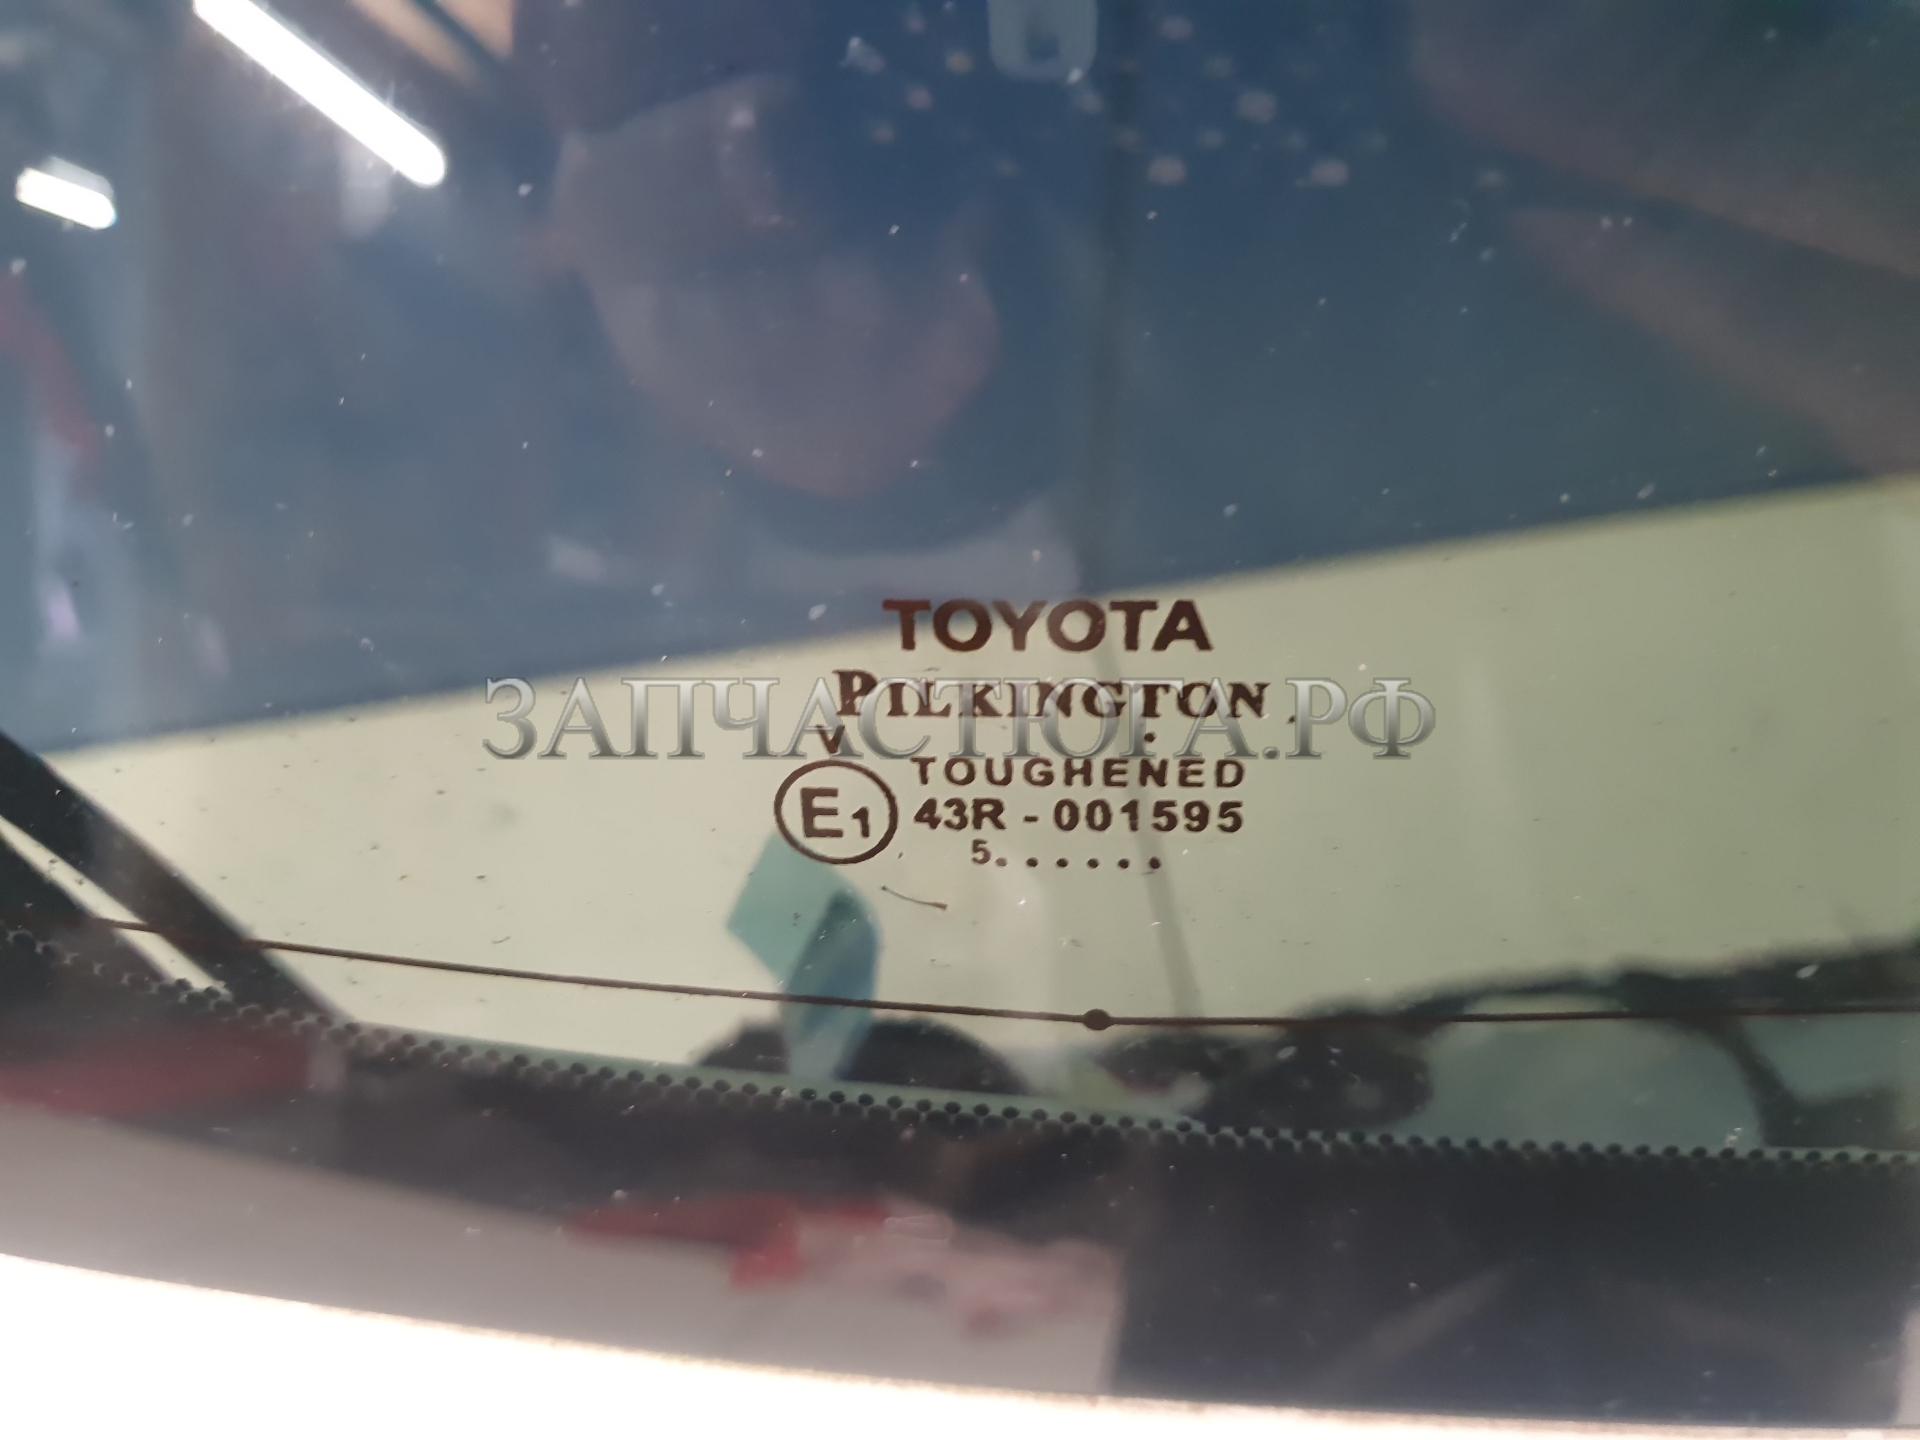 TOYOTA
PILKINGTON
ЗАПЧАСТЮГА.РФ
V
TOUGHENED
E1 43R - 001595
5. . . . . .